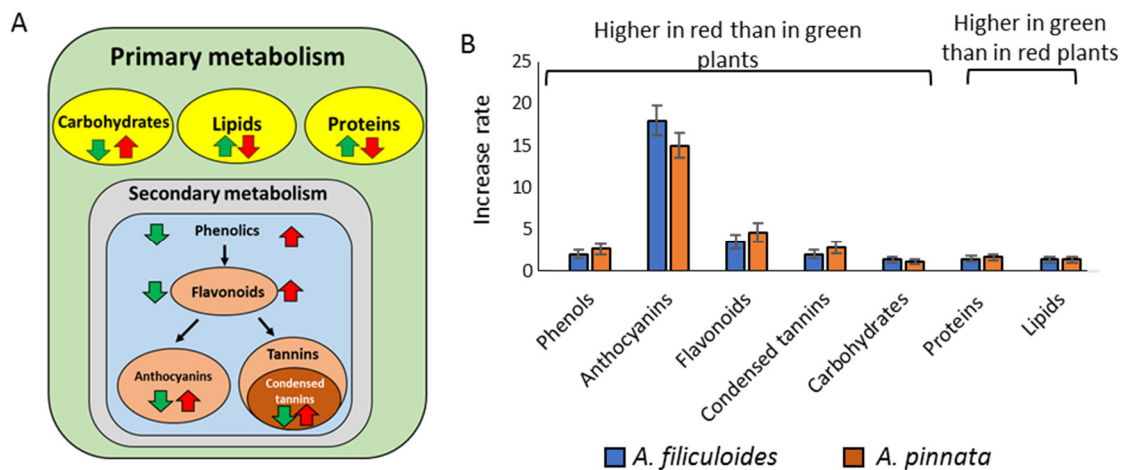 A
Primary metabolism
Carbohydrates
Lipids
Proteins
Secondary metabolism
Phenolics
Flavonoids
Anthocyanins
Tannins
Condensed
tannins
B
Higher in red than in green
plants
Higher in green
than in red plants
Increase rate
25
20
15
10
5
0
Phenols
Anthocyanins
Flavonoids
Condensed tannins
Carbohydrates
Proteins
Lipids
A. filiculoides
A. pinnata